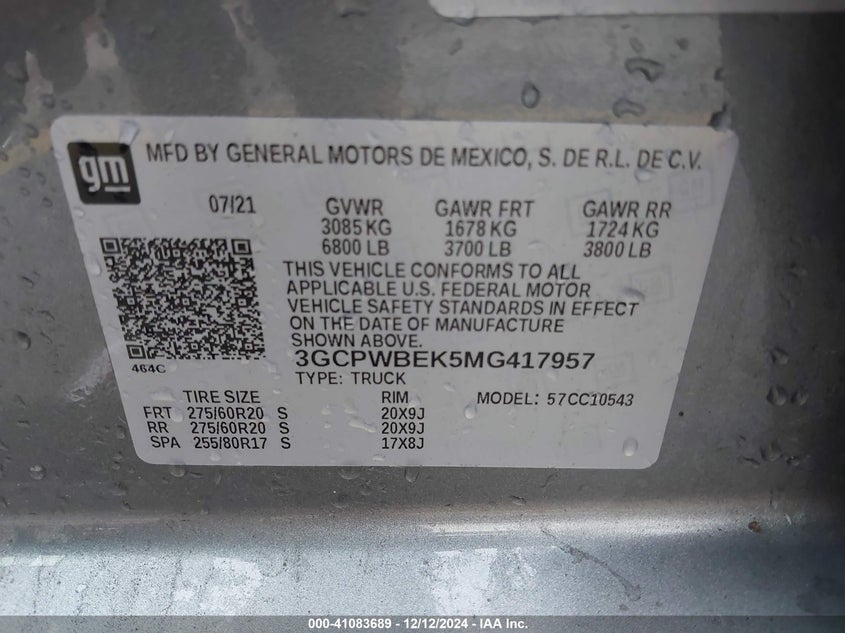 gm
MFD BY GENERAL MOTORS DE MEXICO, S. DE R.L. DE C.V.
07/21 GVWR GAWR FRT GAWR RR
3085 KG 1678 KG 1724 KG
6800 LB 3700 LB 3800 LB
THIS VEHICLE CONFORMS TO ALL
APPLICABLE U.S. FEDERAL MOTOR
VEHICLE SAFETY STANDARDS IN EFFECT
ON THE DATE OF MANUFACTURE
SHOWN ABOVE.
464C
3GCPWBEK5MG417957
TYPE: TRUCK
TIRE SIZE RIM MODEL: 57CC10543
FRT 275/60R20 S 20X9J
RR 275/60R20 S 20X9J
SPA 255/80R17 S 17X8J
000-41083689 - 12/12/2024 - IAA Inc.